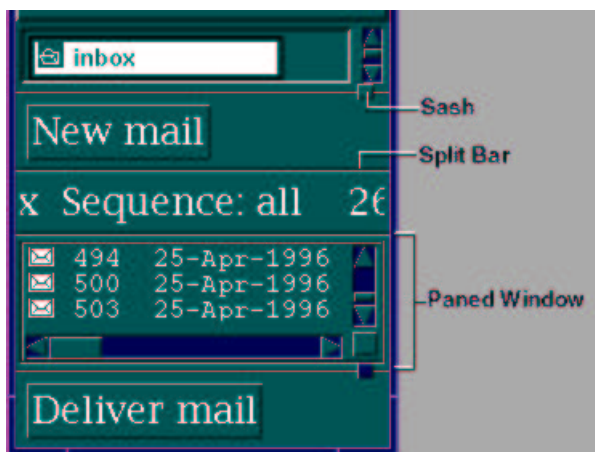 inbox
Sash
New mail
Split Bar
x Sequence: all 26
494 25-Apr-1996
500 25-Apr-1996
503 25-Apr-1996
Paned Window
Deliver mail